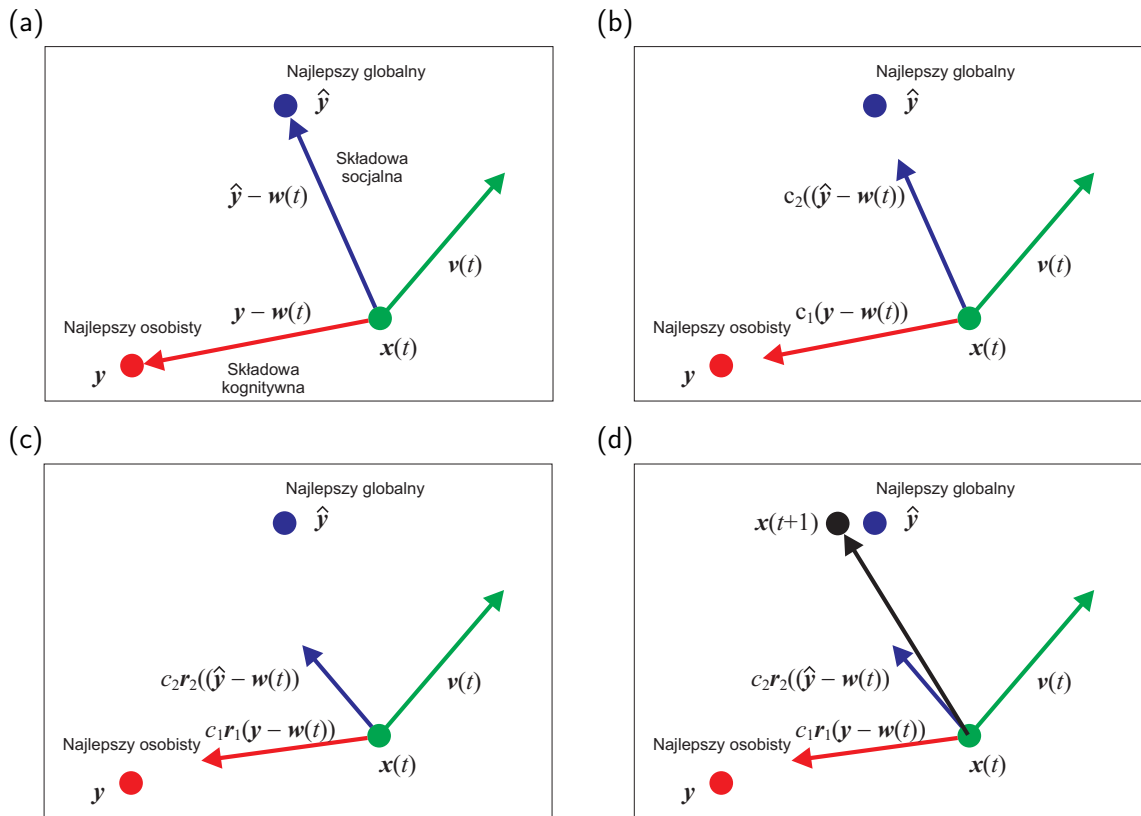 (a)
Najlepszy globalny
ŷ
Składowa
socjalna
ŷ − w(t)
v(t)
y − w(t)
Najlepszy osobisty
x(t)
y
Składowa
kognitywna
(b)
Najlepszy globalny
ŷ
c₂((ŷ − w(t))
v(t)
c₁(y − w(t))
Najlepszy osobisty
x(t)
y
(c)
Najlepszy globalny
ŷ
c₂r₂((ŷ − w(t))
v(t)
c₁r₁(y − w(t))
Najlepszy osobisty
x(t)
y
(d)
Najlepszy globalny
x(t+1)
ŷ
c₂r₂((ŷ − w(t))
v(t)
c₁r₁(y − w(t))
Najlepszy osobisty
x(t)
y